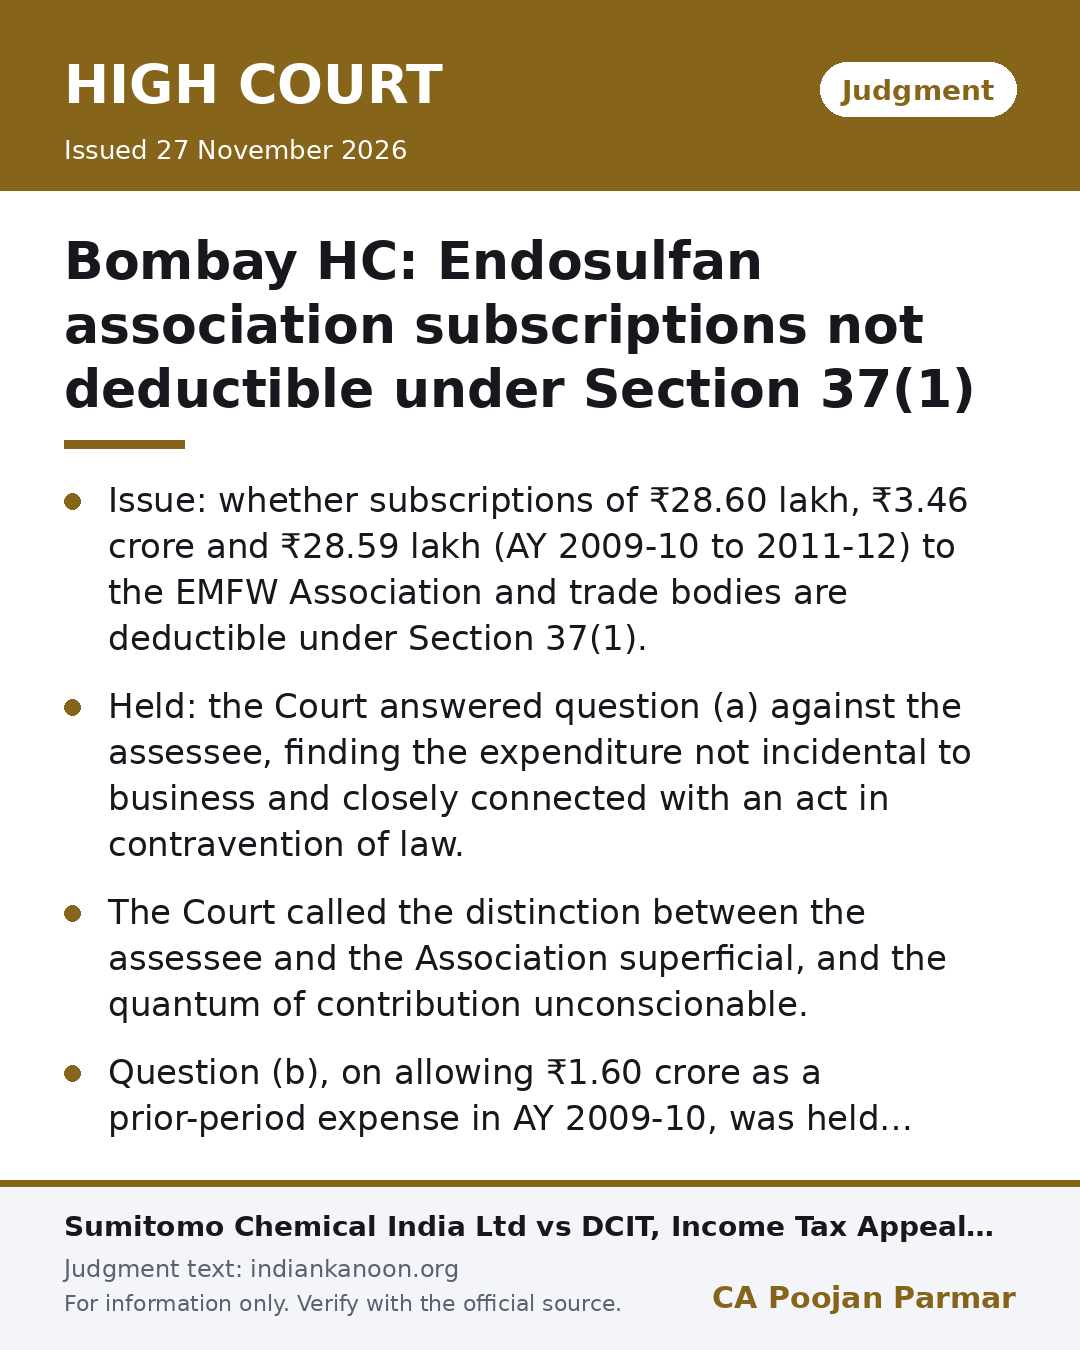 HIGH COURT
Judgment
Issued 27 November 2026
Bombay HC: Endosulfan
association subscriptions not
deductible under Section 37(1)
Issue: whether subscriptions of ₹28.60 lakh, ₹3.46
crore and ₹28.59 lakh (AY 2009-10 to 2011-12) to
the EMFW Association and trade bodies are
deductible under Section 37(1).
Held: the Court answered question (a) against the
assessee, finding the expenditure not incidental to
business and closely connected with an act in
contravention of law.
The Court called the distinction between the
assessee and the Association superficial, and the
quantum of contribution unconscionable.
Question (b), on allowing ₹1.60 crore as a
prior-period expense in AY 2009-10, was held…
Sumitomo Chemical India Ltd vs DCIT, Income Tax Appeal…
Judgment text: indiankanoon.org
For information only. Verify with the official source.
CA Poojan Parmar